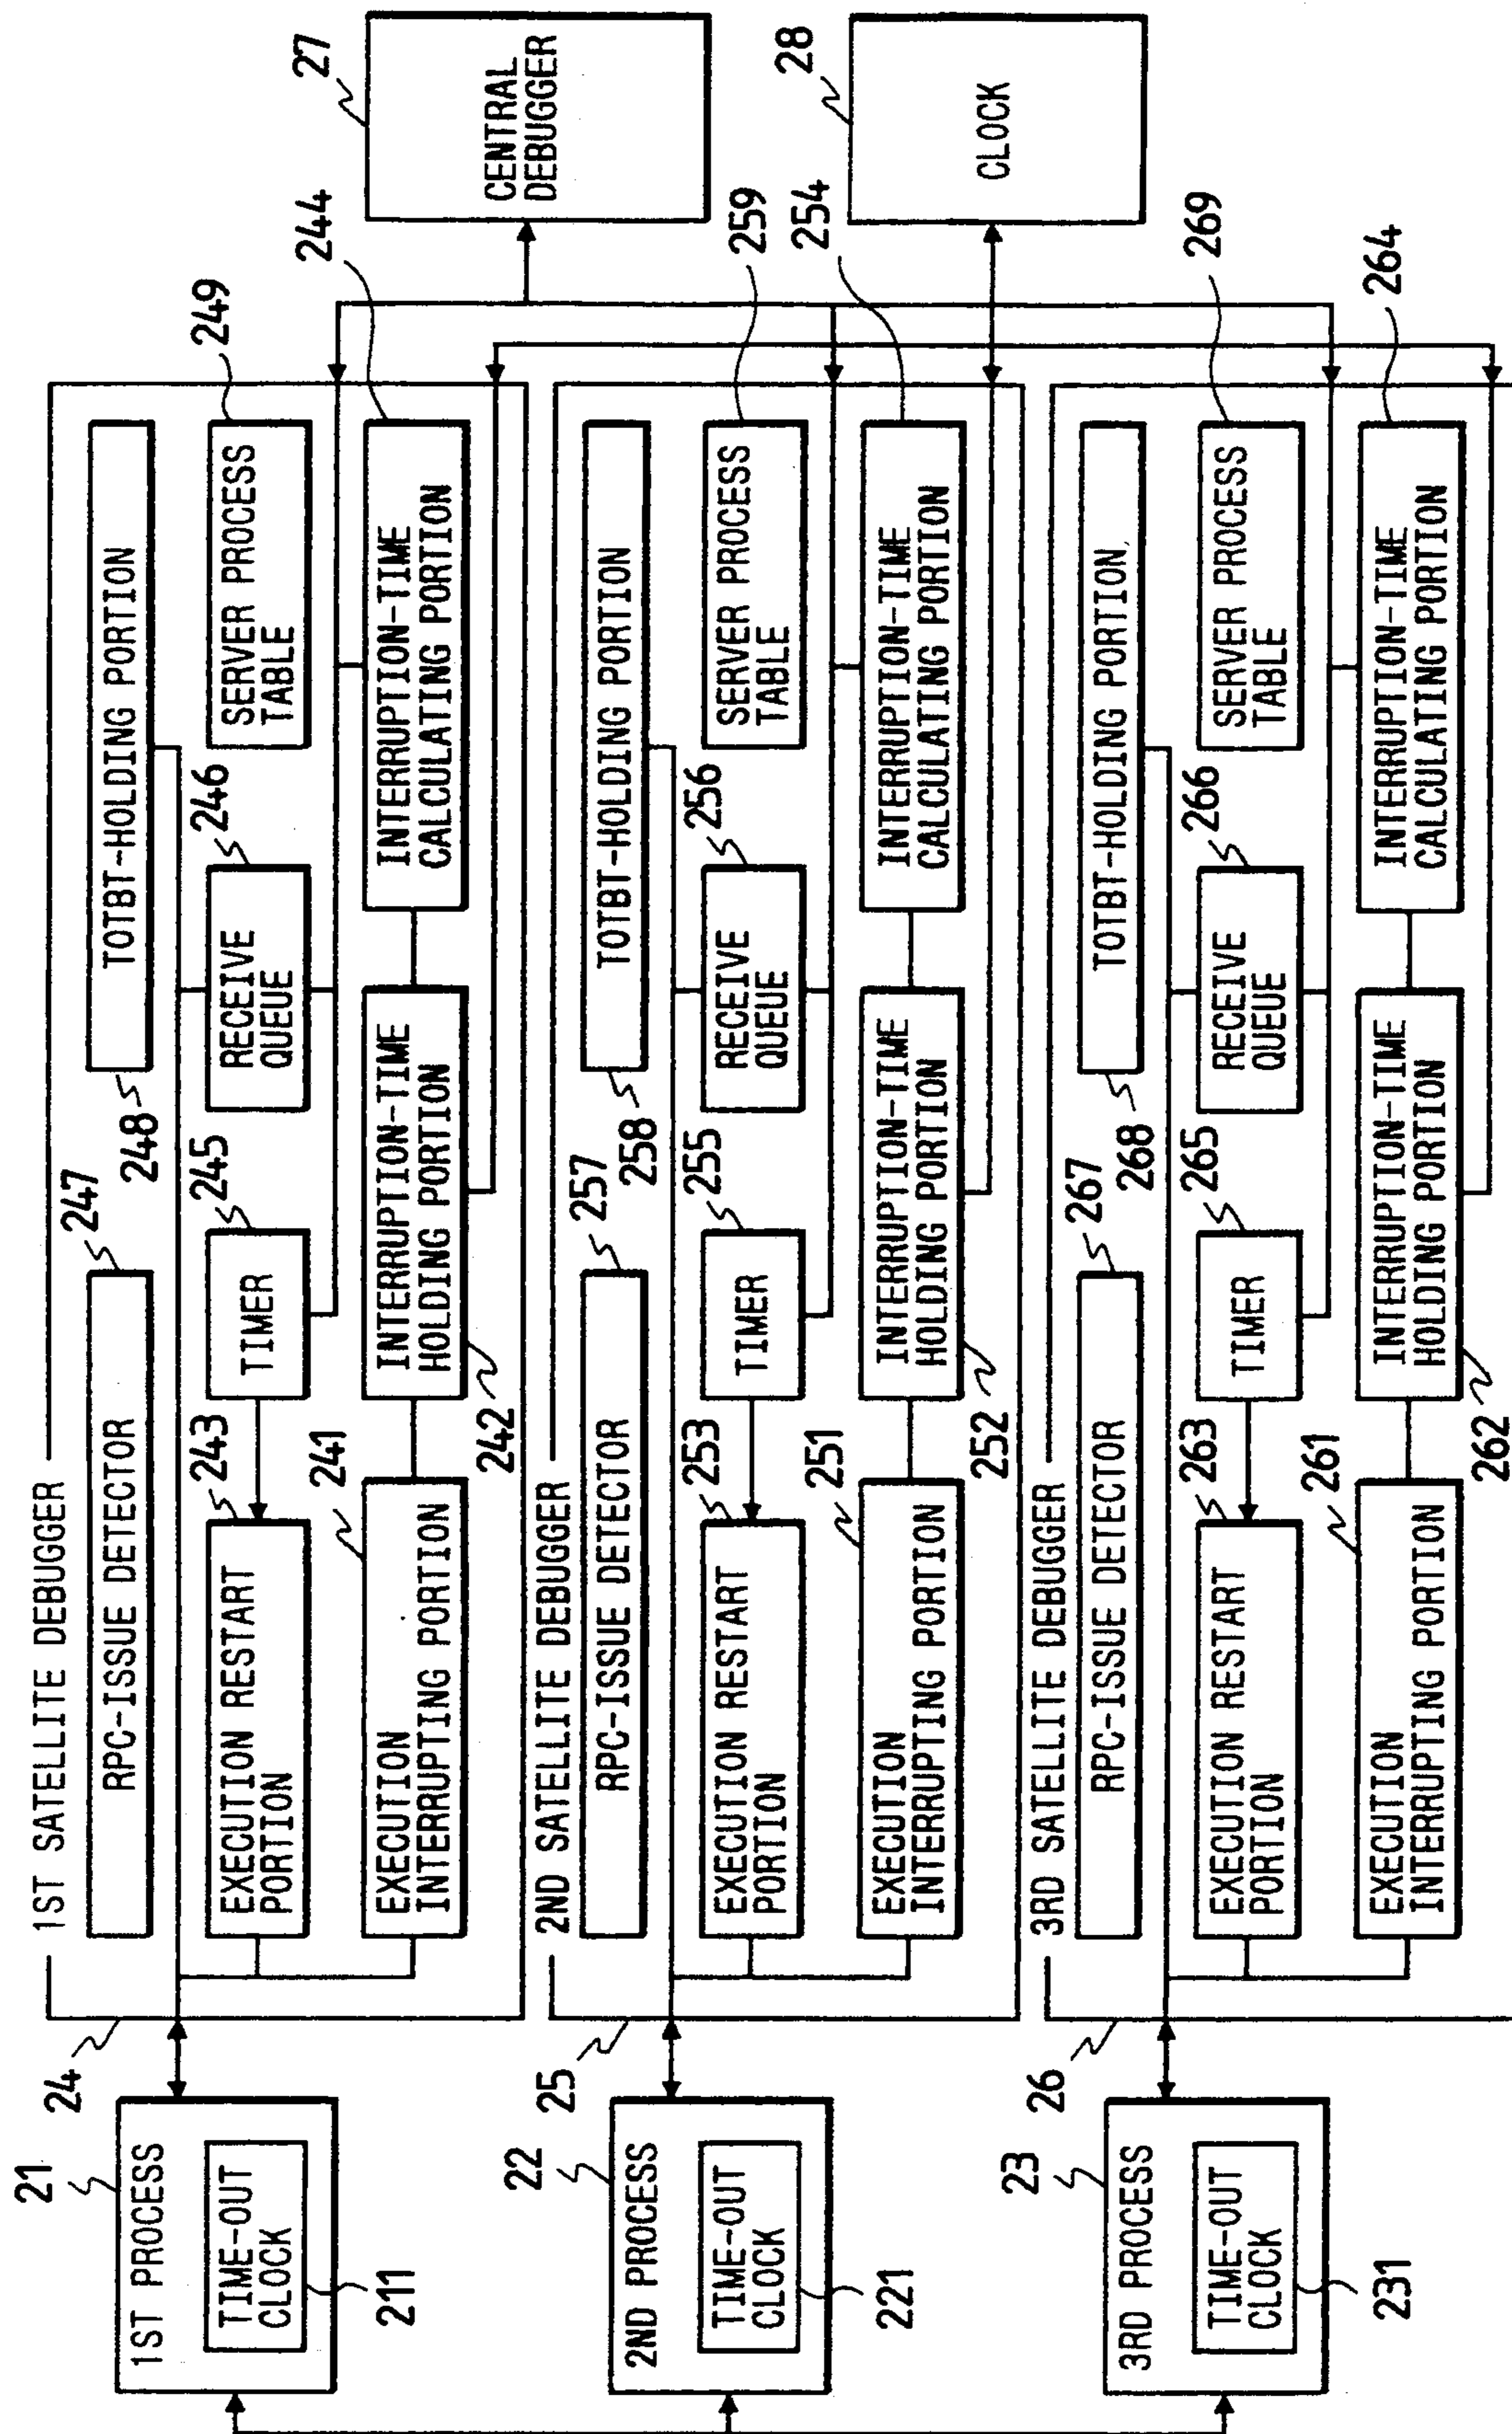 21
1ST PROCESS
TIME-OUT
CLOCK
211
24
1ST SATELLITE DEBUGGER
RPC-ISSUE DETECTOR
247
TOTBT-HOLDING PORTION
248
EXECUTION RESTART
PORTION
243
TIMER
245
RECEIVE
QUEUE
246
SERVER PROCESS
TABLE
249
EXECUTION
INTERRUPTING PORTION
241
INTERRUPTION-TIME
HOLDING PORTION
242
INTERRUPTION-TIME
CALCULATING PORTION
244
CENTRAL
DEBUGGER
27
22
2ND PROCESS
TIME-OUT
CLOCK
221
25
2ND SATELLITE DEBUGGER
RPC-ISSUE DETECTOR
257
TOTBT-HOLDING PORTION
258
EXECUTION RESTART
PORTION
253
TIMER
255
RECEIVE
QUEUE
256
SERVER PROCESS
TABLE
259
EXECUTION
INTERRUPTING PORTION
251
INTERRUPTION-TIME
HOLDING PORTION
252
INTERRUPTION-TIME
CALCULATING PORTION
254
CLOCK
28
23
3RD PROCESS
TIME-OUT
CLOCK
231
26
3RD SATELLITE DEBUGGER
RPC-ISSUE DETECTOR
267
TOTBT-HOLDING PORTION
268
EXECUTION RESTART
PORTION
263
TIMER
265
RECEIVE
QUEUE
266
SERVER PROCESS
TABLE
269
EXECUTION
INTERRUPTING PORTION
261
INTERRUPTION-TIME
HOLDING PORTION
262
INTERRUPTION-TIME
CALCULATING PORTION
264